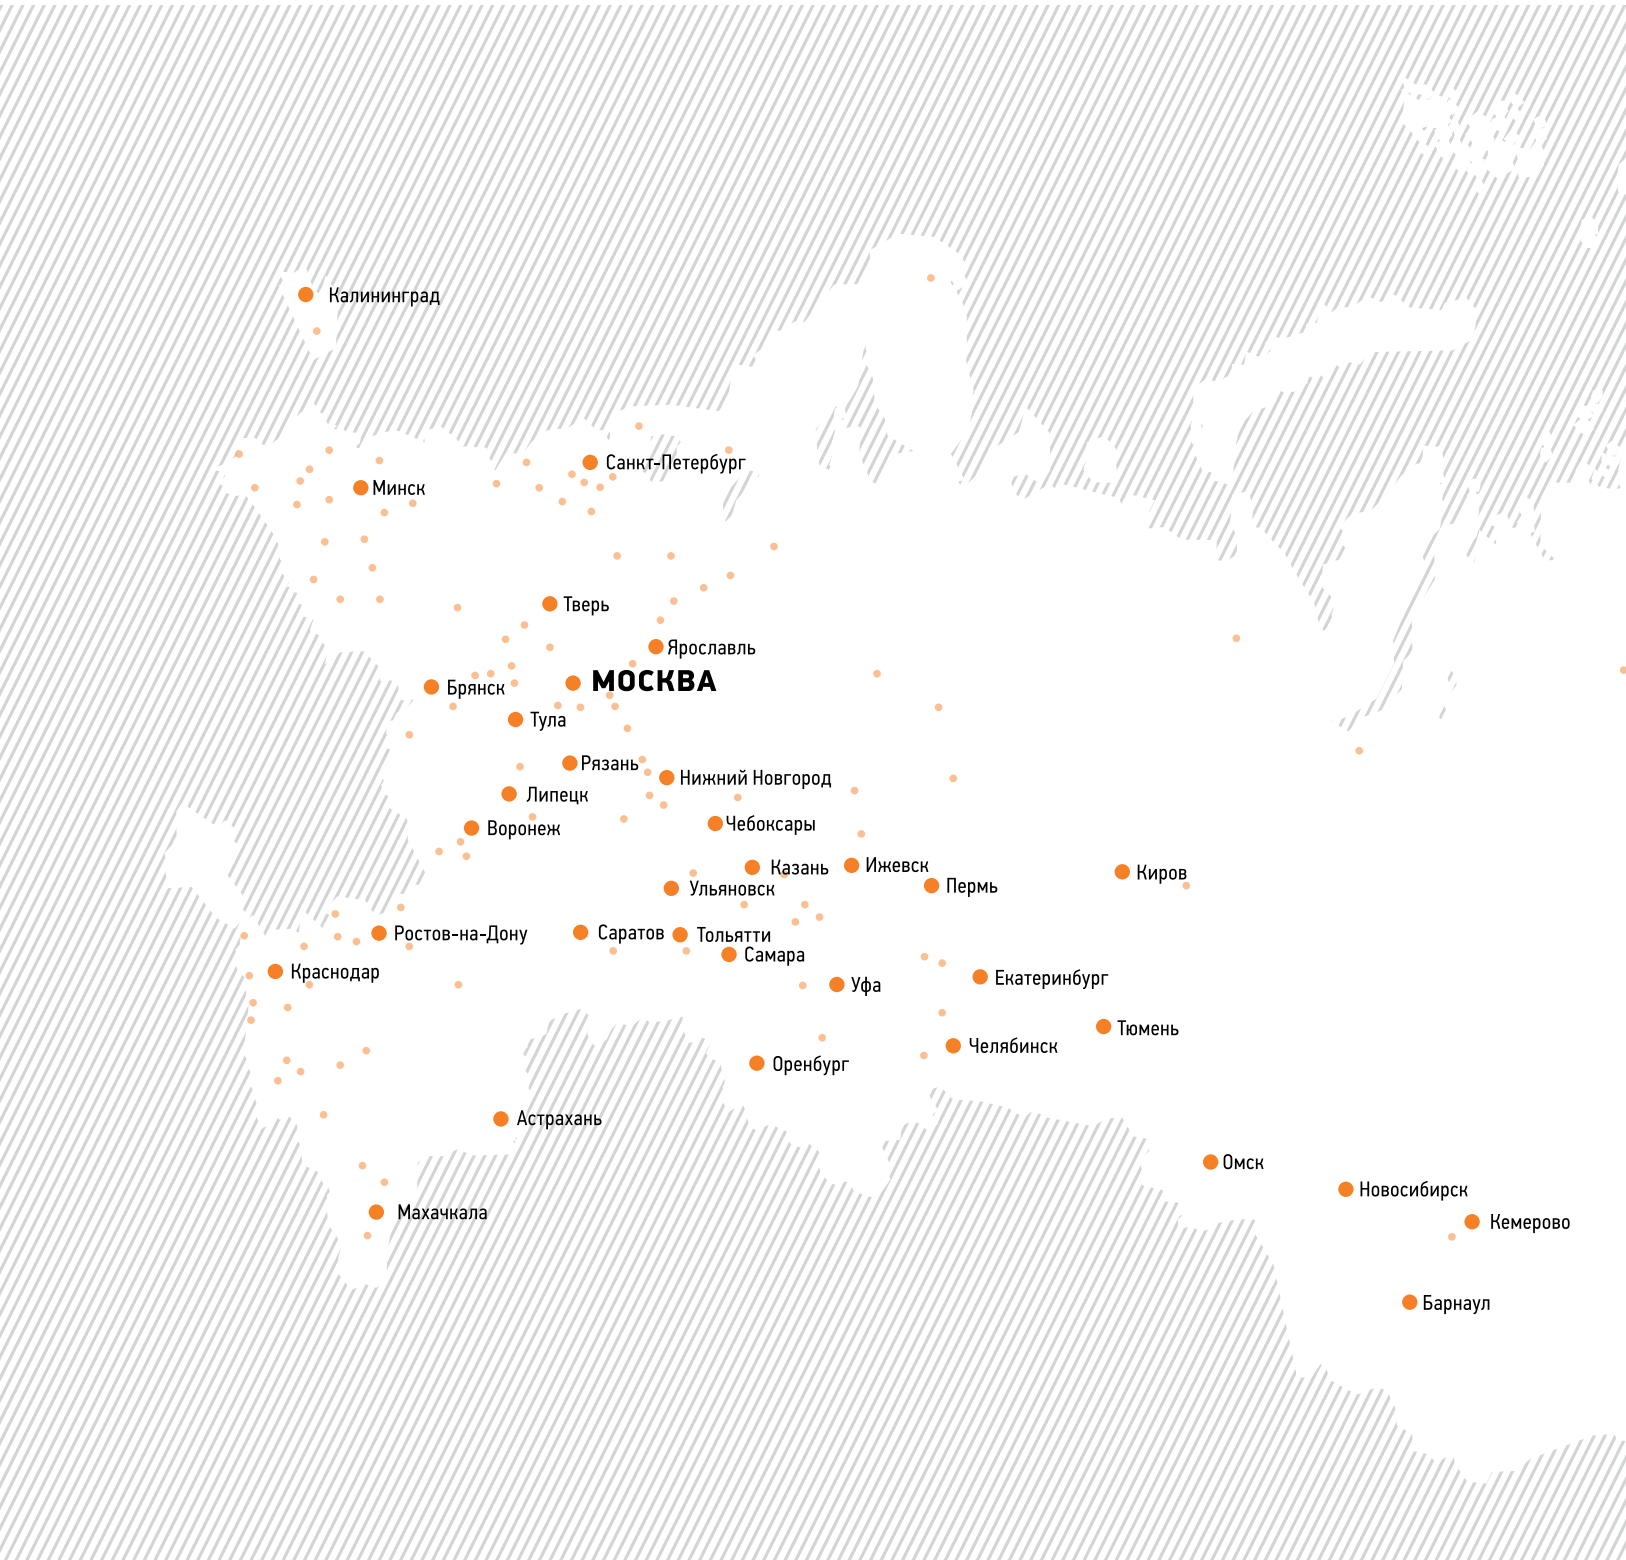 Калининград
Санкт-Петербург
Минск
Тверь
Ярославль
МОСКВА
Брянск
Тула
Рязань
Нижний Новгород
Липецк
Чебоксары
Воронеж
Ижевск
Казань
Киров
Пермь
Ульяновск
Саратов
Ростов-на-Дону
Тольятти
Самара
Краснодар
Екатеринбург
Уфа
Тюмень
Челябинск
Оренбург
Астрахань
Омск
Новосибирск
Махачкала
Кемерово
Барнаул